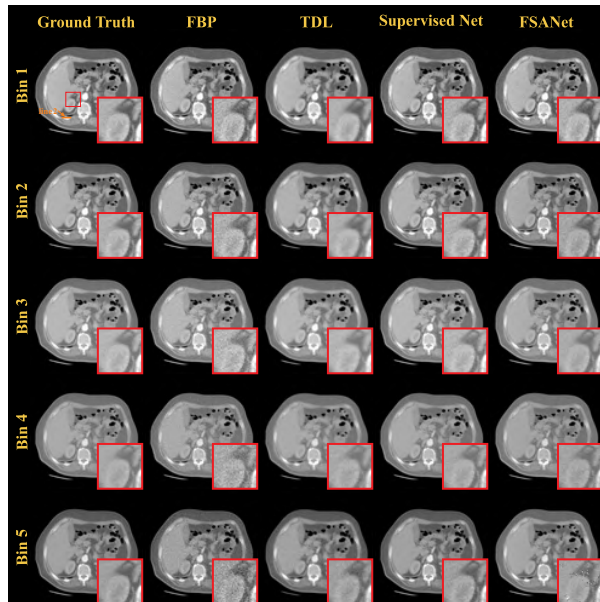 Ground Truth FBP TDL Supervised Net FSANet
Bin 1
Bin 2
Bin 3
Bin 4
Bin 5